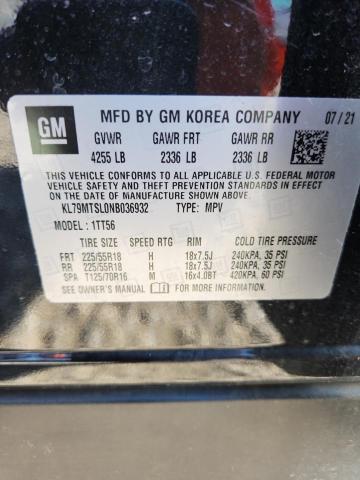 GM
MFD BY GM KOREA COMPANY 07/21
GVWR GAWR FRT GAWR RR
4255 LB 2336 LB 2336 LB
THIS VEHICLE CONFORMS TO ALL APPLICABLE U.S. FEDERAL MOTOR
VEHICLE SAFETY AND THEFT PREVENTION STANDARDS IN
EFFECT ON THE DATE OF MANUFACTURE SHOWN ABOVE.
KL79MTSL0NB036932 TYPE: MPV
MODEL: 1TT56
TIRE SIZE SPEED RTG RIM COLD TIRE PRESSURE
FRT 225/55R18 H 18x7.5J 240KPA, 35 PSI
RR 225/55R18 H 18x7.5J 240KPA, 35 PSI
SPA T125/70R16 M 16x4.0BT 420KPA, 60 PSI
SEE OWNER'S MANUAL FOR MORE INFORMATION.